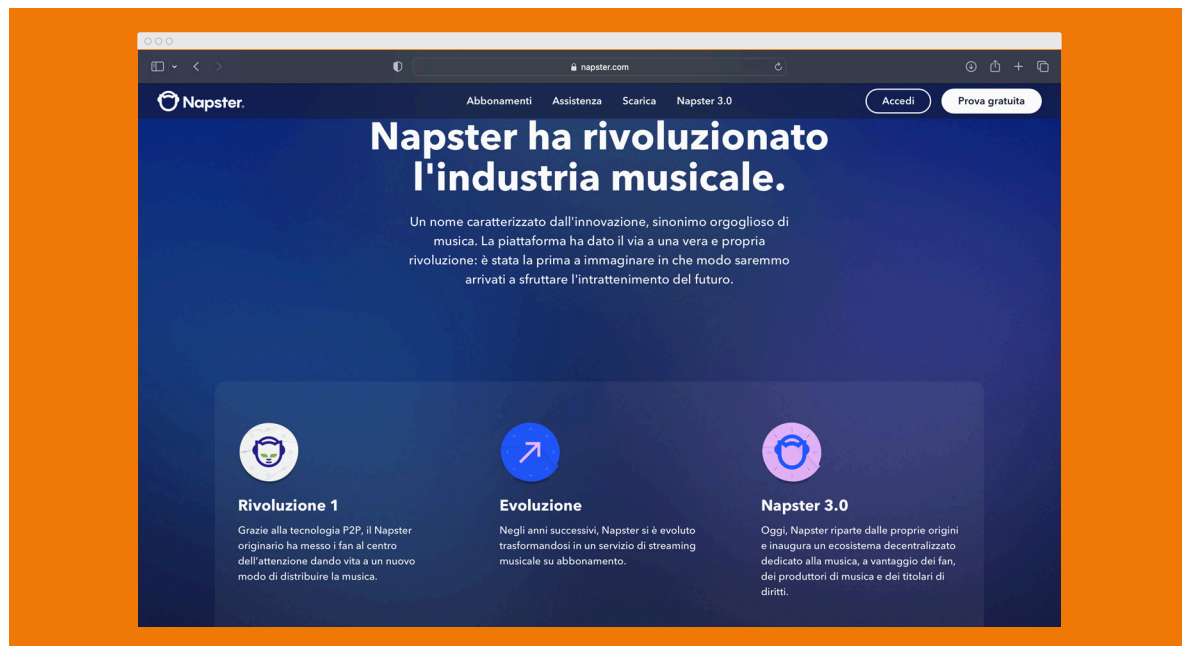 napster.com
Napster.
Abbonamenti Assistenza Scarica Napster 3.0
Accedi
Prova gratuita
Napster ha rivoluzionato
l'industria musicale.
Un nome caratterizzato dall'innovazione, sinonimo orgoglioso di
musica. La piattaforma ha dato il via a una vera e propria
rivoluzione: è stata la prima a immaginare in che modo saremmo
arrivati a sfruttare l'intrattenimento del futuro.
Rivoluzione 1
Grazie alla tecnologia P2P, il Napster
originario ha messo i fan al centro
dell'attenzione dando vita a un nuovo
modo di distribuire la musica.
Evoluzione
Negli anni successivi, Napster si è evoluto
trasformandosi in un servizio di streaming
musicale su abbonamento.
Napster 3.0
Oggi, Napster riparte dalle proprie origini
e inaugura un ecosistema decentralizzato
dedicato alla musica, a vantaggio dei fan,
dei produttori di musica e dei titolari di
diritti.